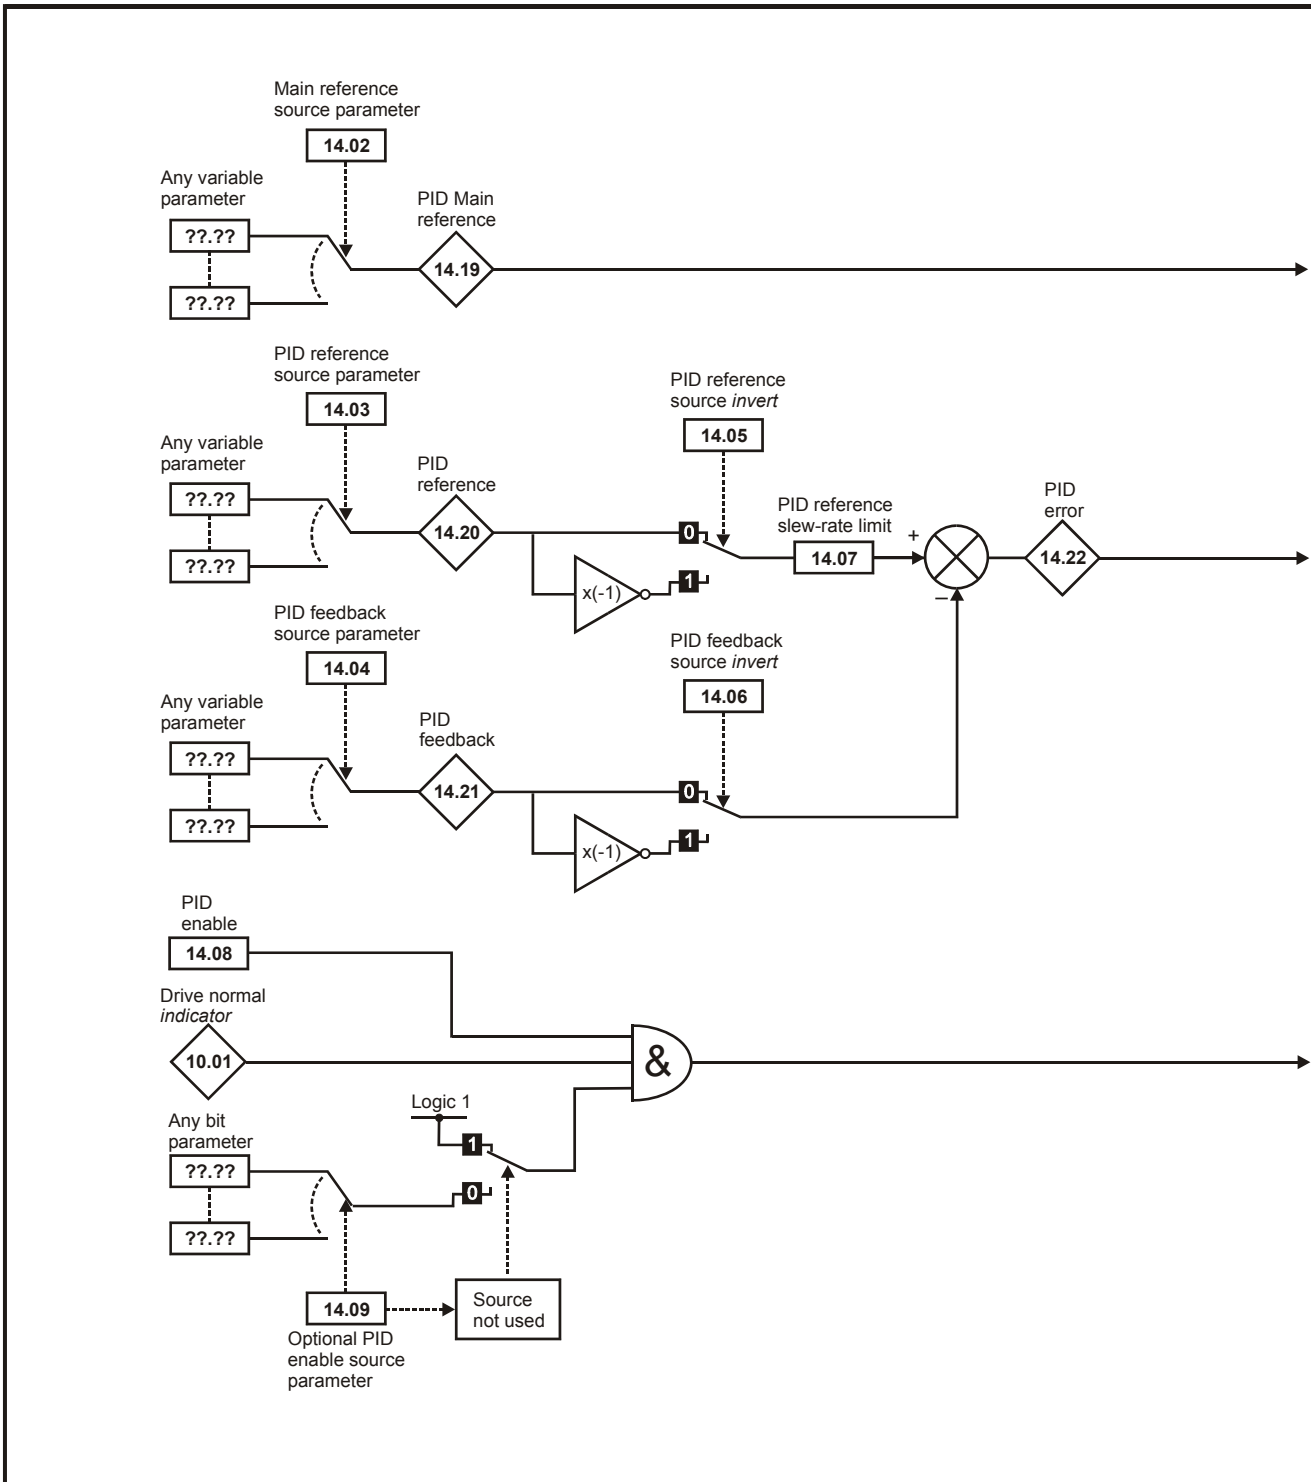 Main reference
source parameter
14.02
Any variable
parameter
??.??
??.??
PID Main
reference
14.19
PID reference
source parameter
14.03
Any variable
parameter
??.??
??.??
PID
reference
14.20
x(-1)
PID reference
source invert
14.05
0
1
PID reference
slew-rate limit
14.07
+
–
PID
error
14.22
PID feedback
source parameter
14.04
Any variable
parameter
??.??
??.??
PID
feedback
14.21
x(-1)
PID feedback
source invert
14.06
0
1
PID
enable
14.08
Drive normal
indicator
10.01
&
Logic 1
1
0
Any bit
parameter
??.??
??.??
14.09
Optional PID
enable source
parameter
Source
not used